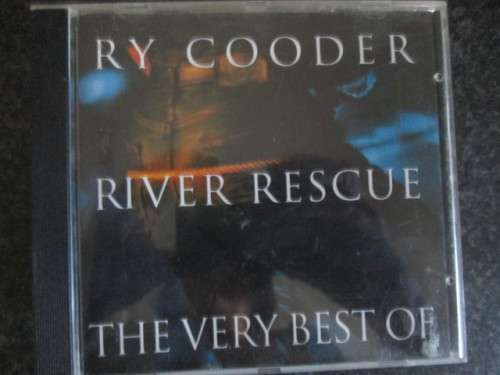 RY COODER
RIVER RESCUE
THE VERY BEST OF